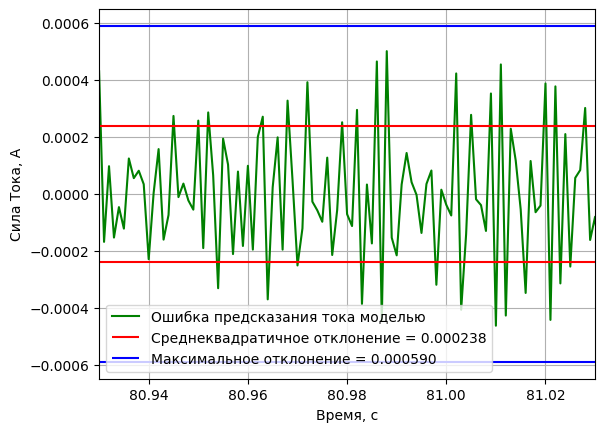 0.0006
0.0004
0.0002
0.0000
−0.0002
−0.0004
−0.0006
Сила Тока, А
Ошибка предсказания тока моделью
Среднеквадратичное отклонение = 0.000238
Максимальное отклонение = 0.000590
80.94 80.96 80.98 81.00 81.02
Время, с